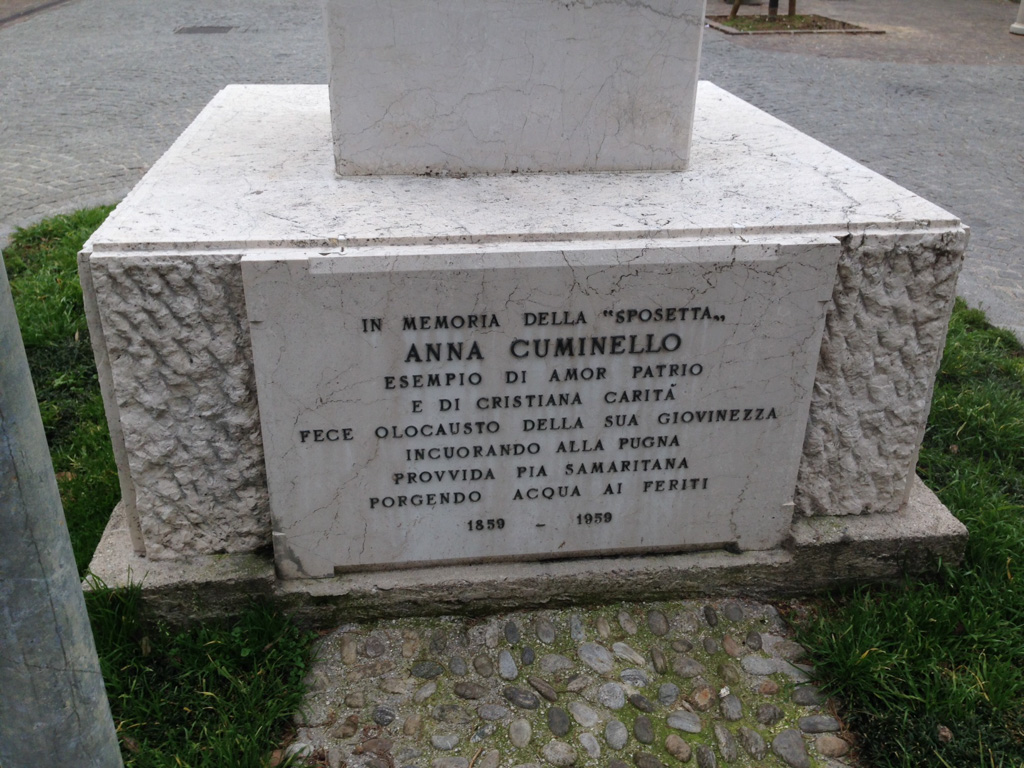 IN MEMORIA DELLA “SPOSETTA„
ANNA CUMINELLO
ESEMPIO DI AMOR PATRIO
E DI CRISTIANA CARITÁ
FECE OLOCAUSTO DELLA SUA GIOVINEZZA
INCUORANDO ALLA PUGNA
PROVVIDA PIA SAMARITANA
PORGENDO ACQUA AI FERITI
1859 – 1959